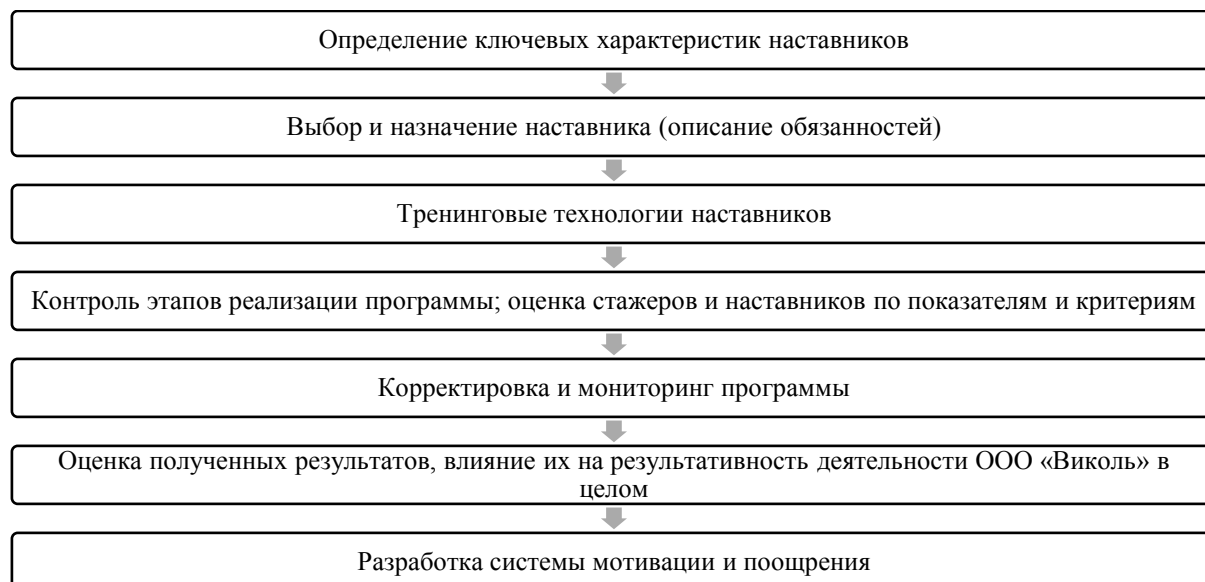 Определение ключевых характеристик наставников
Выбор и назначение наставника (описание обязанностей)
Тренинговые технологии наставников
Контроль этапов реализации программы; оценка стажеров и наставников по показателям и критериям
Корректировка и мониторинг программы
Оценка полученных результатов, влияние их на результативность деятельности ООО «Виколь» в
целом
Разработка системы мотивации и поощрения